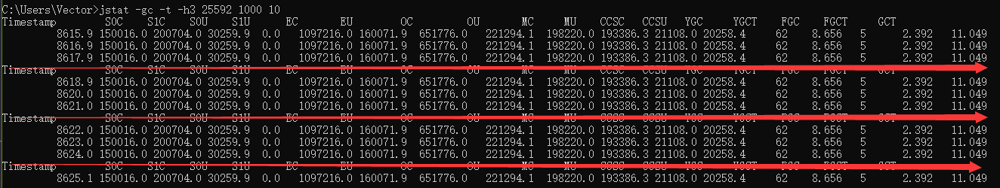 C:\Users\Vector>jstat -gc -t -h3 25592 1000 10
Timestamp S0C S1C S0U S1U EC EU OC OU MC MU CCSC CCSU YGC YGCT FGC FGCT GCT
8615.9 150016.0 200704.0 30259.9 0.0 1097216.0 160071.9 651776.0 221294.1 198220.0 193386.3 21108.0 20258.4 62 8.656 5 2.392 11.049
8616.9 150016.0 200704.0 30259.9 0.0 1097216.0 160071.9 651776.0 221294.1 198220.0 193386.3 21108.0 20258.4 62 8.656 5 2.392 11.049
8617.9 150016.0 200704.0 30259.9 0.0 1097216.0 160071.9 651776.0 221294.1 198220.0 193386.3 21108.0 20258.4 62 8.656 5 2.392 11.049
Timestamp S0C S1C S0U S1U EC EU OC OU MC MU CCSC CCSU YGC YGCT FGC FGCT GCT
8618.9 150016.0 200704.0 30259.9 0.0 1097216.0 160071.9 651776.0 221294.1 198220.0 193386.3 21108.0 20258.4 62 8.656 5 2.392 11.049
8620.0 150016.0 200704.0 30259.9 0.0 1097216.0 160071.9 651776.0 221294.1 198220.0 193386.3 21108.0 20258.4 62 8.656 5 2.392 11.049
8621.0 150016.0 200704.0 30259.9 0.0 1097216.0 160071.9 651776.0 221294.1 198220.0 193386.3 21108.0 20258.4 62 8.656 5 2.392 11.049
Timestamp S0C S1C S0U S1U EC EU OC OU MC MU CCSC CCSU YGC YGCT FGC FGCT GCT
8622.0 150016.0 200704.0 30259.9 0.0 1097216.0 160071.9 651776.0 221294.1 198220.0 193386.3 21108.0 20258.4 62 8.656 5 2.392 11.049
8623.0 150016.0 200704.0 30259.9 0.0 1097216.0 160071.9 651776.0 221294.1 198220.0 193386.3 21108.0 20258.4 62 8.656 5 2.392 11.049
8624.0 150016.0 200704.0 30259.9 0.0 1097216.0 160071.9 651776.0 221294.1 198220.0 193386.3 21108.0 20258.4 62 8.656 5 2.392 11.049
Timestamp S0C S1C S0U S1U EC EU OC OU MC MU CCSC CCSU YGC YGCT FGC FGCT GCT
8625.1 150016.0 200704.0 30259.9 0.0 1097216.0 160071.9 651776.0 221294.1 198220.0 193386.3 21108.0 20258.4 62 8.656 5 2.392 11.049